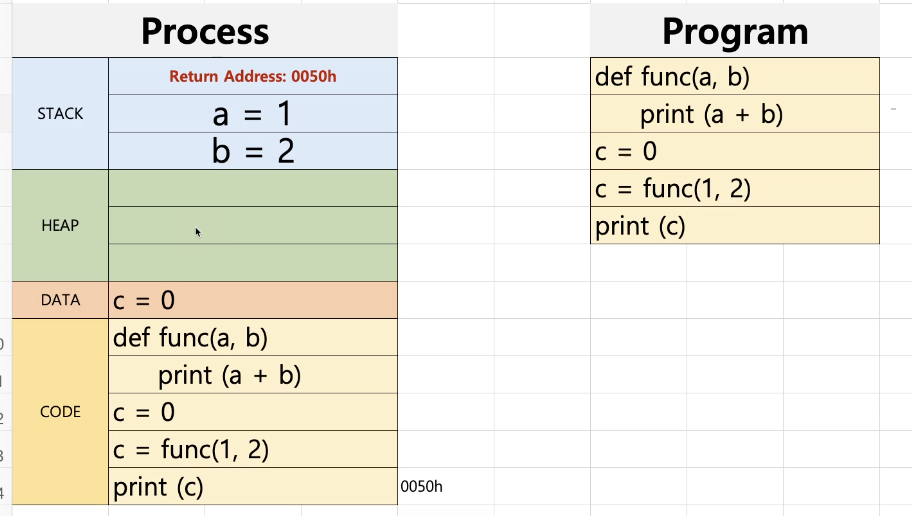 Process
Program
STACK
Return Address: 0050h
a = 1
b = 2
HEAP
DATA
c = 0
CODE
def func(a, b)
print (a + b)
c = 0
c = func(1, 2)
print (c)
0050h
def func(a, b)
print (a + b)
c = 0
c = func(1, 2)
print (c)